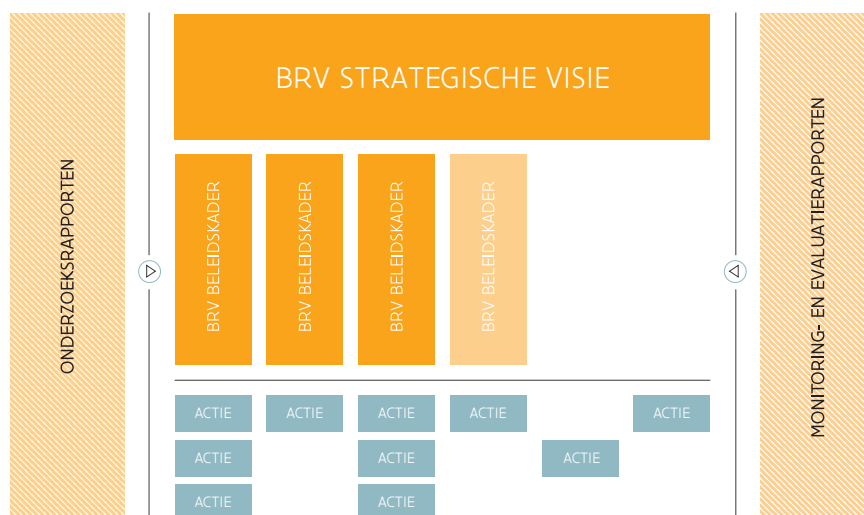 BRV STRATEGISCHE VISIE
ONDERZOEKSRAPPORTEN
BRV BELEIDSKADER
BRV BELEIDSKADER
BRV BELEIDSKADER
BRV BELEIDSKADER
MONITORING- EN EVALUATIERAPPORTEN
ACTIE
ACTIE
ACTIE
ACTIE
ACTIE
ACTIE
ACTIE
ACTIE
ACTIE
ACTIE